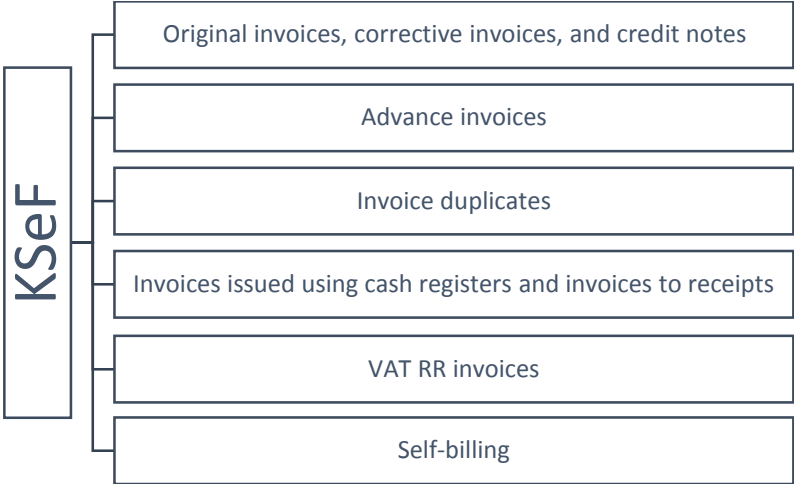 KSeF
Original invoices, corrective invoices, and credit notes
Advance invoices
Invoice duplicates
Invoices issued using cash registers and invoices to receipts
VAT RR invoices
Self-billing